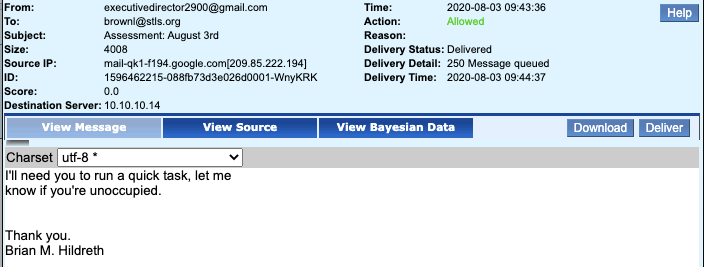 From: executivedirector2900@gmail.com Time: 2020-08-03 09:43:36 Help
To: brownl@stls.org Action: Allowed
Subject: Assessment: August 3rd Reason:
Size: 4008 Delivery Status: Delivered
Source IP: mail-qk1-f194.google.com[209.85.222.194] Delivery Detail: 250 Message queued
ID: 1596462215-088fb73d3e026d0001-WnyKRK Delivery Time: 2020-08-03 09:44:37
Score: 0.0
Destination Server: 10.10.10.14
View Message View Source View Bayesian Data Download Deliver
Charset utf-8 *
I'll need you to run a quick task, let me
know if you're unoccupied.
Thank you.
Brian M. Hildreth